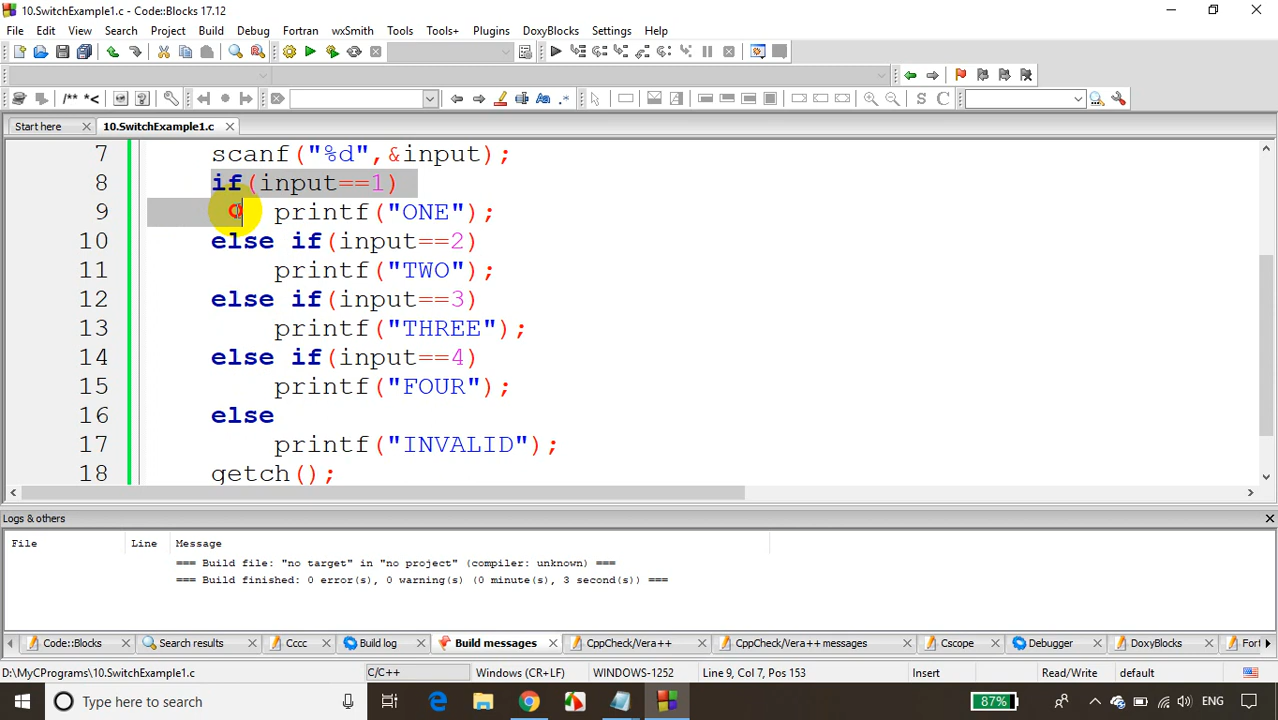 10.SwitchExample1.c - Code::Blocks 17.12
File Edit View Search Project Build Debug Fortran wxSmith Tools Tools+ Plugins DoxyBlocks Settings Help
/** *<
S C
Start here 10.SwitchExample1.c
7 scanf("%d",&input);
8 if(input==1)
9 printf("ONE");
10 else if(input==2)
11 printf("TWO");
12 else if(input==3)
13 printf("THREE");
14 else if(input==4)
15 printf("FOUR");
16 else
17 printf("INVALID");
18 getch();
Logs & others
File Line Message
=== Build file: "no target" in "no project" (compiler: unknown) ===
=== Build finished: 0 error(s), 0 warning(s) (0 minute(s), 3 second(s)) ===
Code::Blocks Search results Cccc Build log Build messages CppCheck/Vera++ CppCheck/Vera++ messages Cscope Debugger DoxyBlocks Fort
D:\MyCPrograms\10.SwitchExample1.c C/C++ Windows (CR+LF) WINDOWS-1252 Line 9, Col 7, Pos 153 Insert Read/Write default
Type here to search 87% ENG